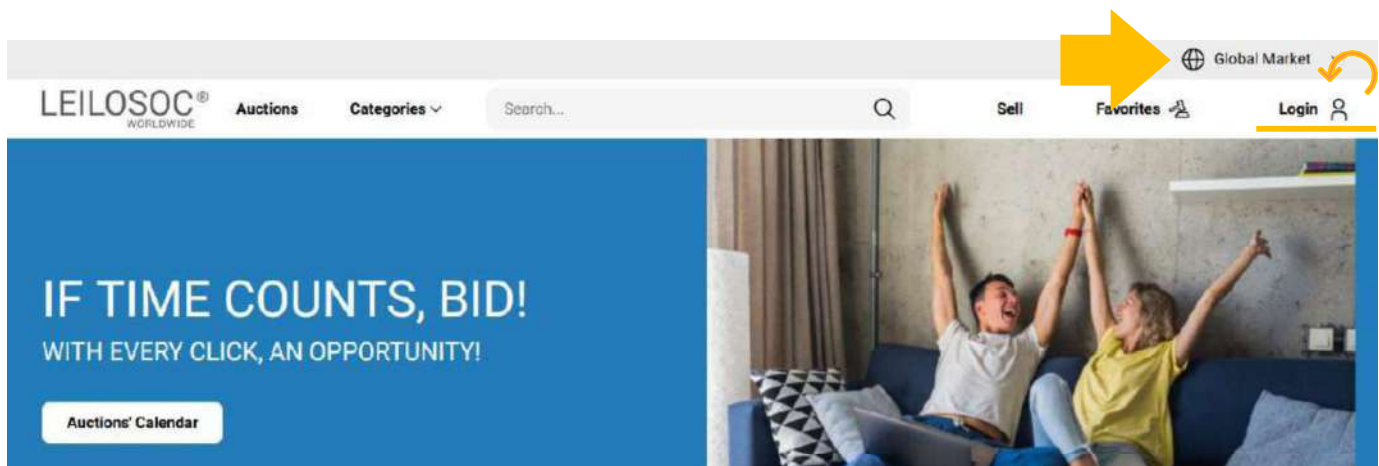 Global Market
LEILOSOC®
WORLDWIDE
Auctions
Categories
Search...
Sell
Favorites
Login
IF TIME COUNTS, BID!
WITH EVERY CLICK, AN OPPORTUNITY!
Auctions' Calendar